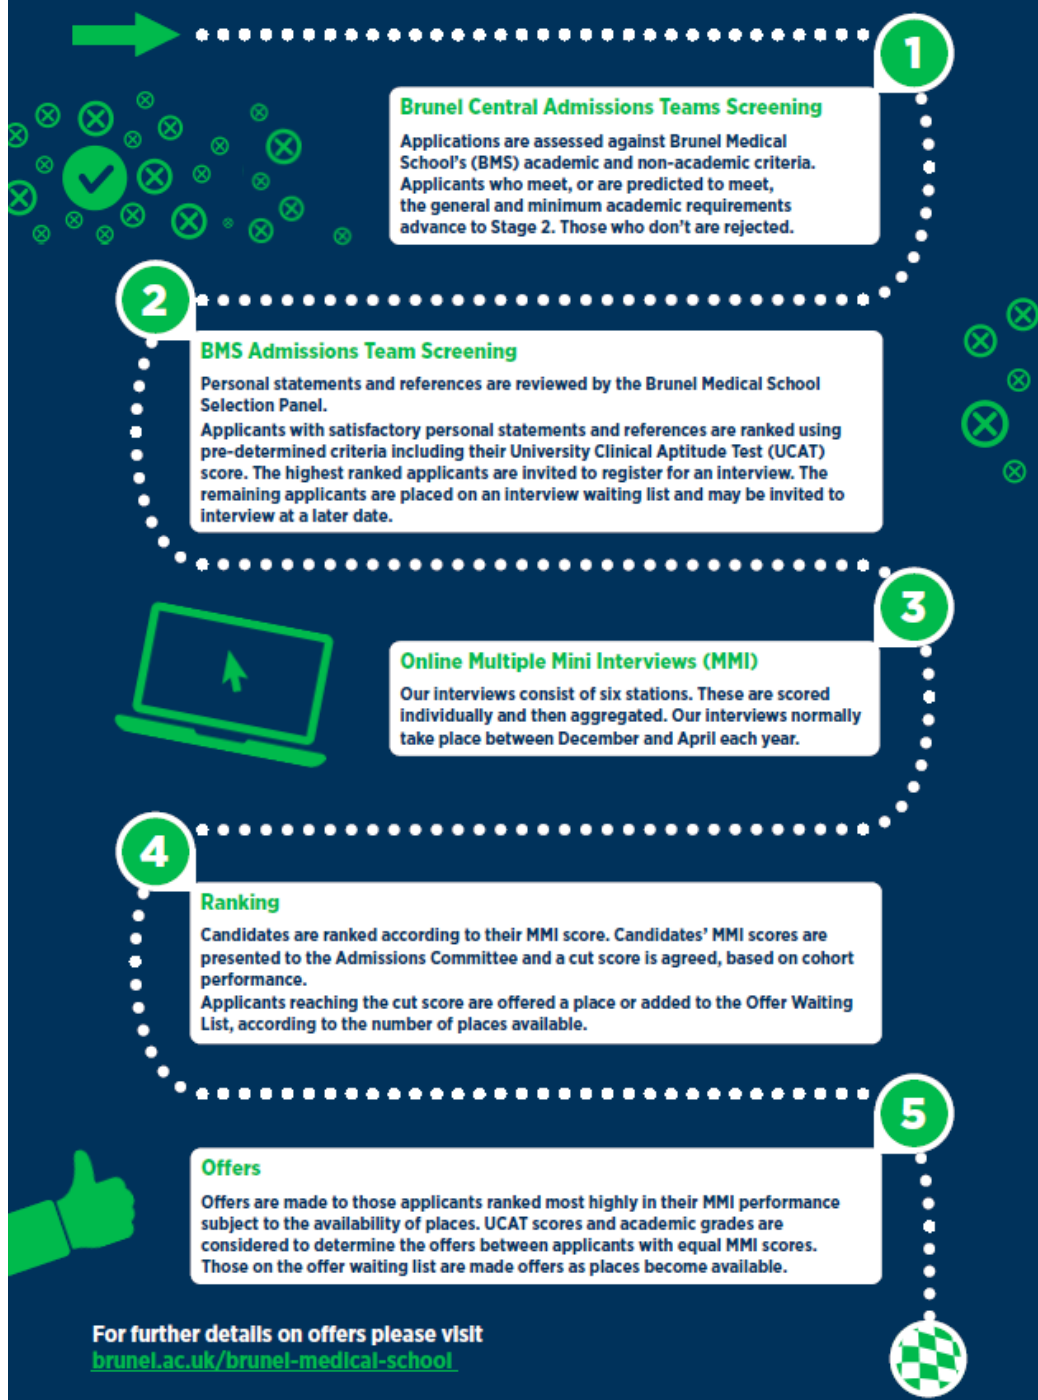 1
Brunel Central Admissions Teams Screening
Applications are assessed against Brunel Medical
School's (BMS) academic and non-academic criteria.
Applicants who meet, or are predicted to meet,
the general and minimum academic requirements
advance to Stage 2. Those who don't are rejected.
2
BMS Admissions Team Screening
Personal statements and references are reviewed by the Brunel Medical School
Selection Panel.
Applicants with satisfactory personal statements and references are ranked using
pre-determined criteria including their University Clinical Aptitude Test (UCAT)
score. The highest ranked applicants are invited to register for an interview. The
remaining applicants are placed on an interview waiting list and may be invited to
interview at a later date.
3
Online Multiple Mini Interviews (MMI)
Our interviews consist of six stations. These are scored
individually and then aggregated. Our interviews normally
take place between December and April each year.
4
Ranking
Candidates are ranked according to their MMI score. Candidates' MMI scores are
presented to the Admissions Committee and a cut score is agreed, based on cohort
performance.
Applicants reaching the cut score are offered a place or added to the Offer Waiting
List, according to the number of places available.
5
Offers
Offers are made to those applicants ranked most highly in their MMI performance
subject to the availability of places. UCAT scores and academic grades are
considered to determine the offers between applicants with equal MMI scores.
Those on the offer waiting list are made offers as places become available.
For further details on offers please visit
brunel.ac.uk/brunel-medical-school